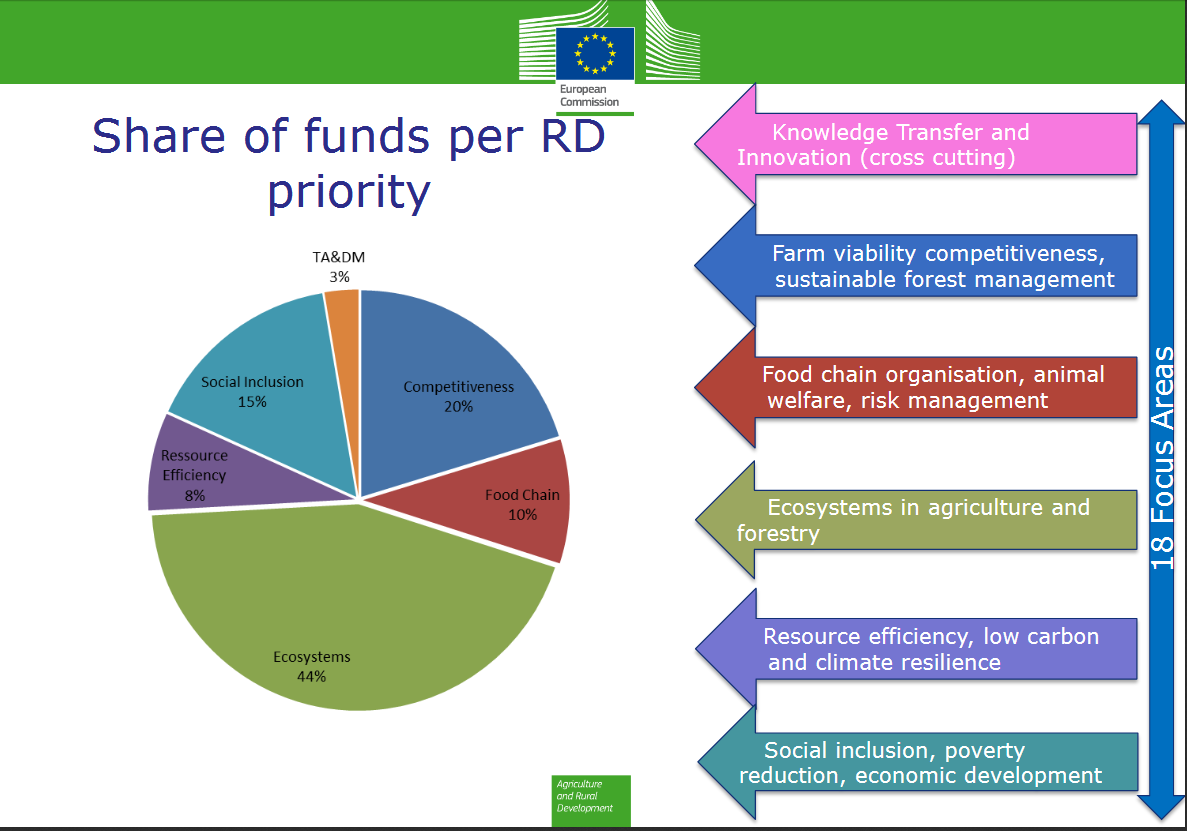 European
Commission
Share of funds per RD
priority
TA&DM
3%
Social Inclusion
15%
Competitiveness
20%
Ressource
Efficiency
8%
Food Chain
10%
Ecosystems
44%
Knowledge Transfer and
Innovation (cross cutting)
Farm viability competitiveness,
sustainable forest management
Food chain organisation, animal
welfare, risk management
Ecosystems in agriculture and
forestry
Resource efficiency, low carbon
and climate resilience
Social inclusion, poverty
reduction, economic development
18 Focus Areas
Agriculture
and Rural
Development